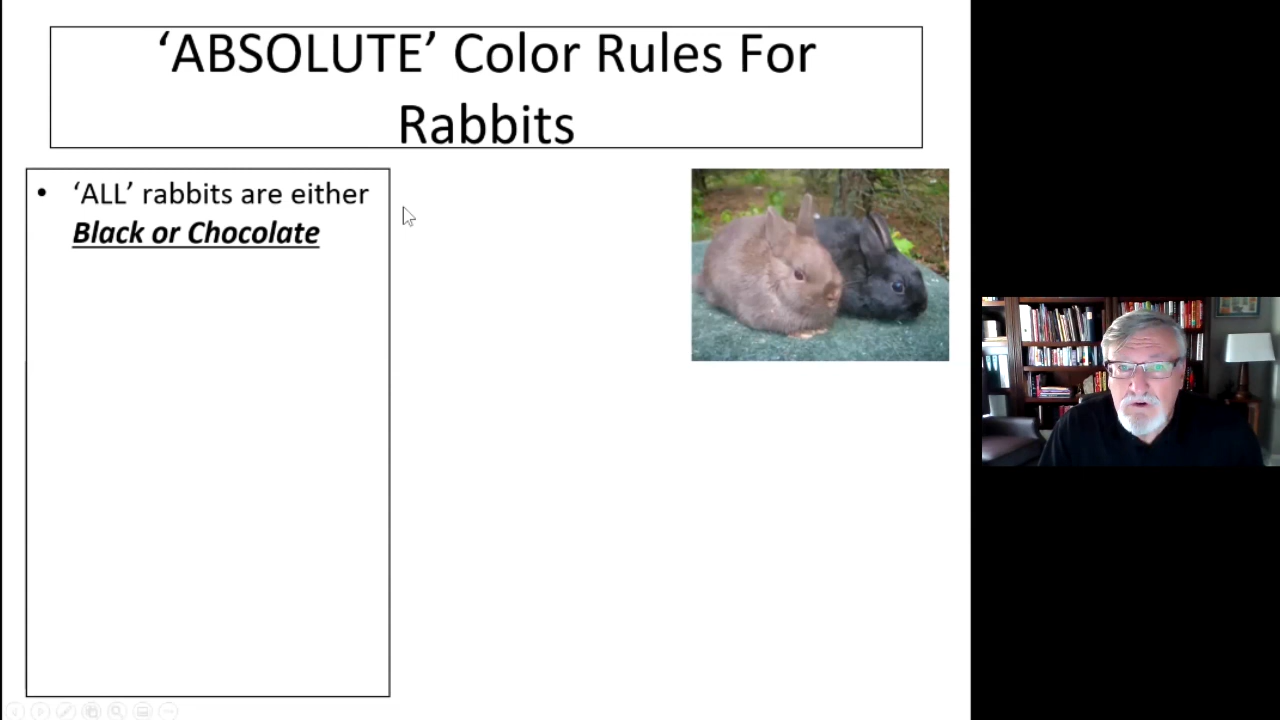 ‘ABSOLUTE’ Color Rules For
Rabbits
• ‘ALL’ rabbits are either
Black or Chocolate